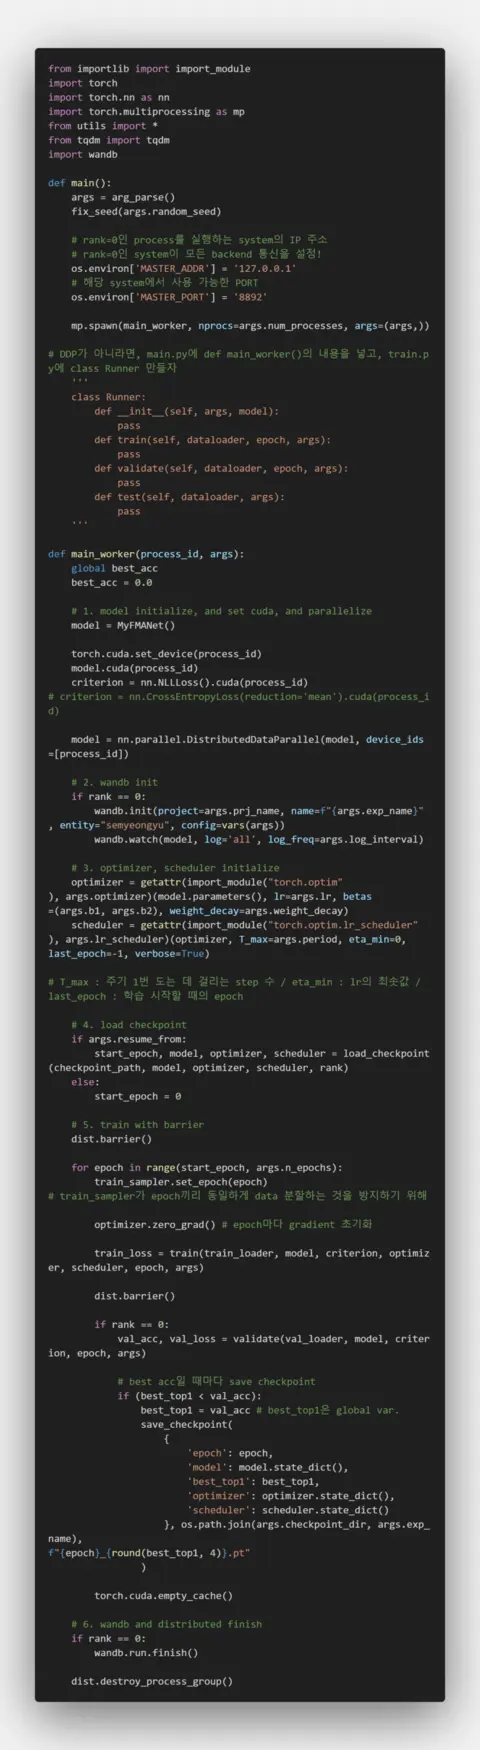 from importlib import import_module
import torch
import torch.nn as nn
import torch.multiprocessing as mp
from utils import *
from tqdm import tqdm
import wandb

def main():
    args = arg_parse()
    fix_seed(args.random_seed)

    # rank=0인 process를 실행하는 system의 IP 주소
    # rank=0인 system이 모든 backend 통신을 설정!
    os.environ['MASTER_ADDR'] = '127.0.0.1'
    # 해당 system에서 사용 가능한 PORT
    os.environ['MASTER_PORT'] = '8892'

    mp.spawn(main_worker, nprocs=args.num_processes, args=(args,))

# DDP가 아니라면, main.py에 def main_worker()의 내용을 넣고, train.p
y에 class Runner 만들자
    '''
    class Runner:
        def __init__(self, args, model):
            pass
        def train(self, dataloader, epoch, args):
            pass
        def validate(self, dataloader, epoch, args):
            pass
        def test(self, dataloader, args):
            pass
    '''

def main_worker(process_id, args):
    global best_acc
    best_acc = 0.0

    # 1. model initialize, and set cuda, and parallelize
    model = MyFMANet()

    torch.cuda.set_device(process_id)
    model.cuda(process_id)
    criterion = nn.NLLLoss().cuda(process_id)
# criterion = nn.CrossEntropyLoss(reduction='mean').cuda(process_i
d)

    model = nn.parallel.DistributedDataParallel(model, device_ids
=[process_id])

    # 2. wandb init
    if rank == 0:
        wandb.init(project=args.prj_name, name=f"{args.exp_name}"
, entity="semyeongyu", config=vars(args))
        wandb.watch(model, log='all', log_freq=args.log_interval)

    # 3. optimizer, scheduler initialize
    optimizer = getattr(import_module("torch.optim"
), args.optimizer)(model.parameters(), lr=args.lr, betas
=(args.b1, args.b2), weight_decay=args.weight_decay)
    scheduler = getattr(import_module("torch.optim.lr_scheduler"
), args.lr_scheduler)(optimizer, T_max=args.period, eta_min=0,
last_epoch=-1, verbose=True)

# T_max : 주기 1번 도는 데 걸리는 step 수 / eta_min : lr의 최솟값 /
last_epoch : 학습 시작할 때의 epoch

    # 4. load checkpoint
    if args.resume_from:
        start_epoch, model, optimizer, scheduler = load_checkpoint
(checkpoint_path, model, optimizer, scheduler, rank)
    else:
        start_epoch = 0

    # 5. train with barrier
    dist.barrier()

    for epoch in range(start_epoch, args.n_epochs):
        train_sampler.set_epoch(epoch)
# train_sampler가 epoch끼리 동일하게 data 분할하는 것을 방지하기 위해

        optimizer.zero_grad() # epoch마다 gradient 초기화

        train_loss = train(train_loader, model, criterion, optimiz
er, scheduler, epoch, args)

        dist.barrier()

        if rank == 0:
            val_acc, val_loss = validate(val_loader, model, criter
ion, epoch, args)

            # best acc일 때마다 save checkpoint
            if (best_top1 < val_acc):
                best_top1 = val_acc # best_top1은 global var.
                save_checkpoint(
                    {
                        'epoch': epoch,
                        'model': model.state_dict(),
                        'best_top1': best_top1,
                        'optimizer': optimizer.state_dict(),
                        'scheduler': scheduler.state_dict()
                    }, os.path.join(args.checkpoint_dir, args.exp_
name),
f"{epoch}_{round(best_top1, 4)}.pt"
                )

        torch.cuda.empty_cache()

    # 6. wandb and distributed finish
    if rank == 0:
        wandb.run.finish()

    dist.destroy_process_group()